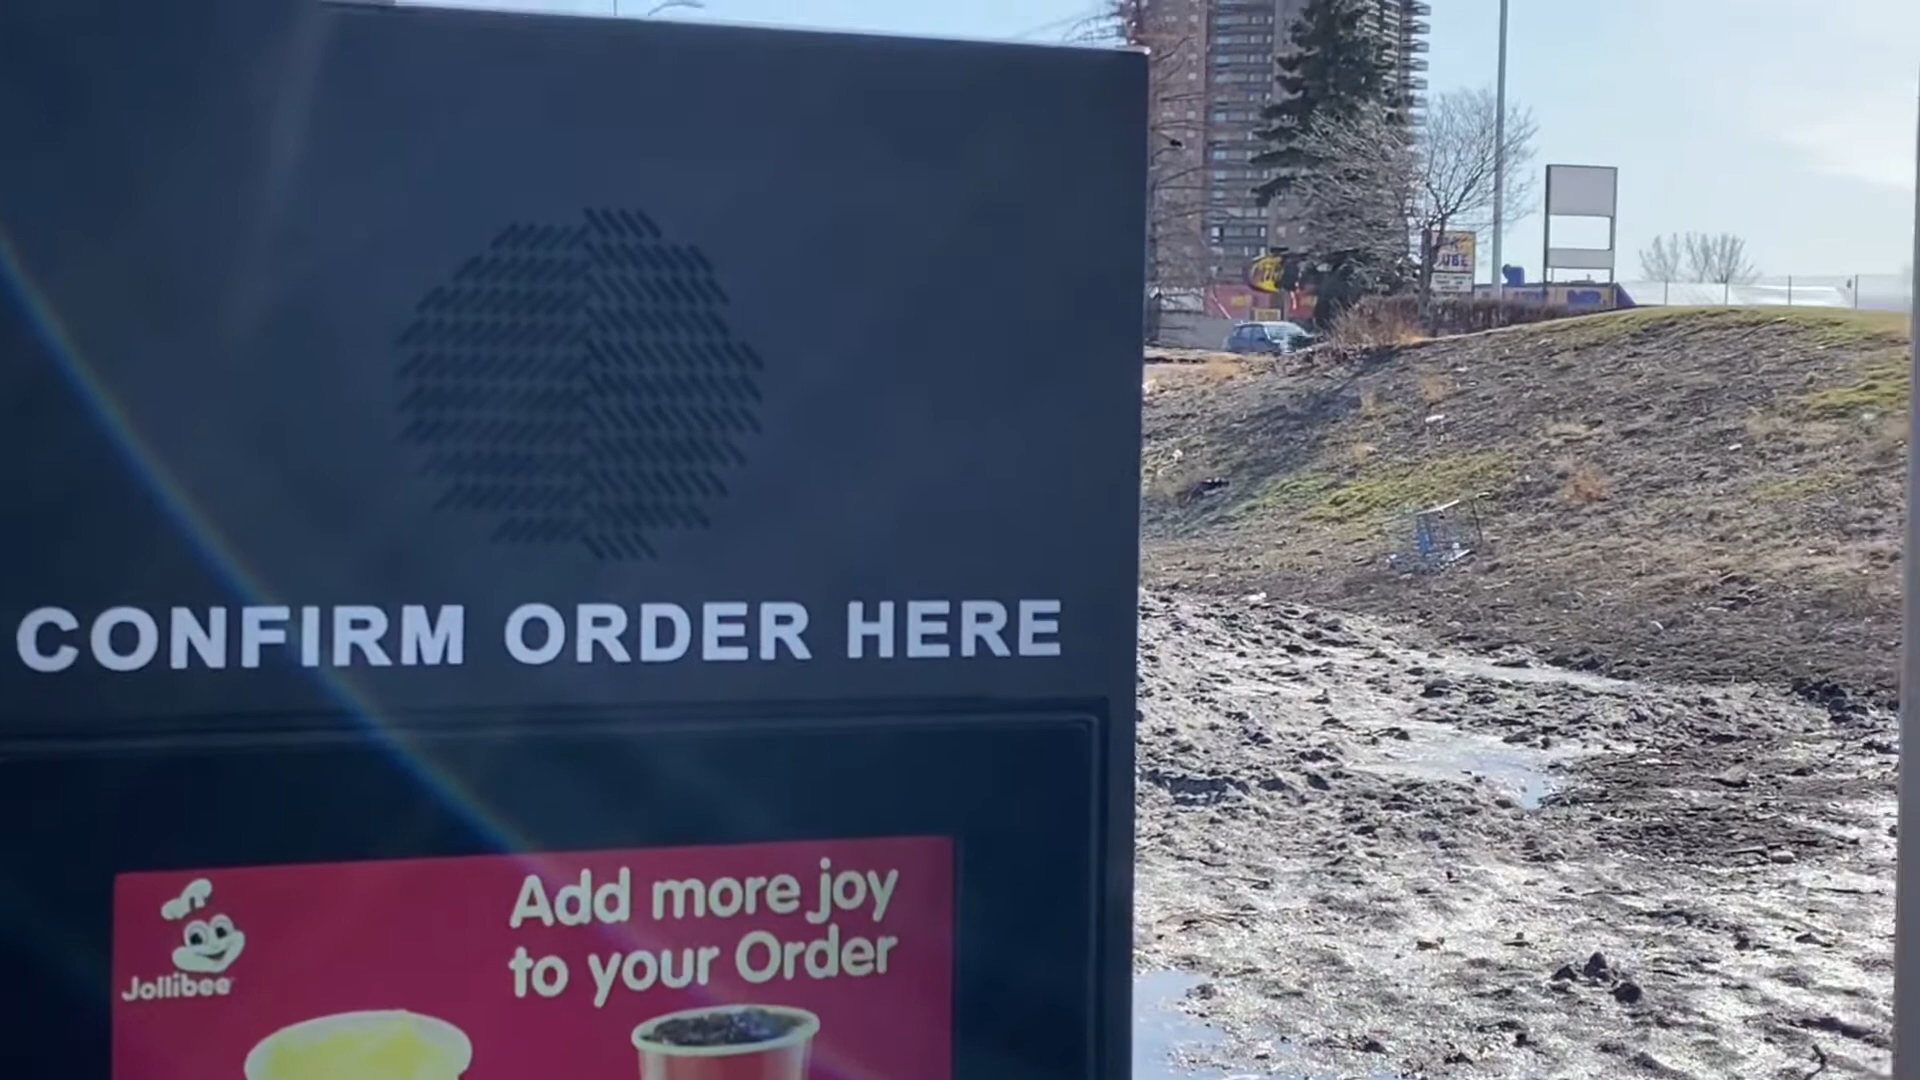 CONFIRM ORDER HERE
Jollibee
Add more joy
to your Order